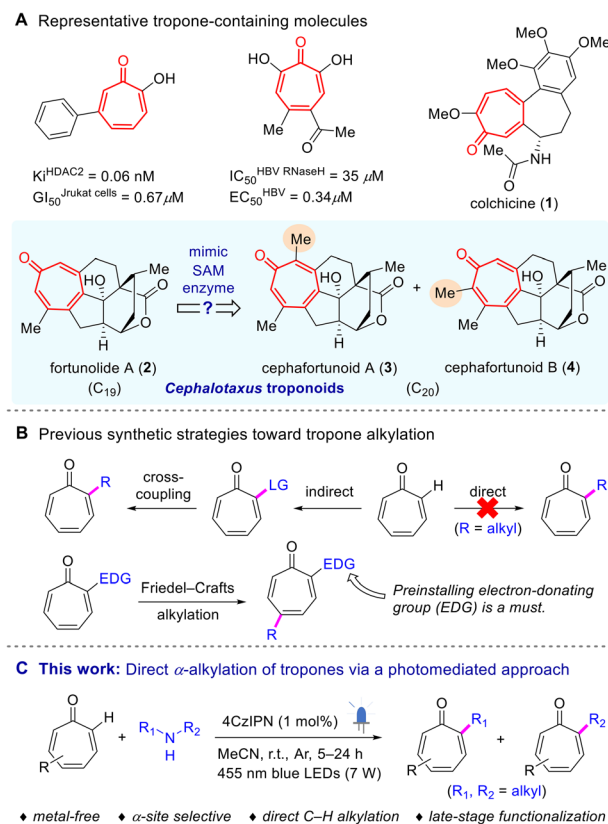 A Representative tropone-containing molecules
O
OH
HO
O
OH
Me
O
Me
MeO
OMe
OMe
MeO
O
Me
N
H
O
Ki^HDAC2 = 0.06 nM
GI50^Jrukat cells = 0.67μM
IC50^HBV RNaseH = 35 μM
EC50^HBV = 0.34μM
colchicine (1)
O
HO
Me
O
O
Me
H
mimic
SAM
enzyme
?
Me
O
HO
Me
O
O
Me
H
+
O
HO
Me
O
O
Me
Me
H
fortunolide A (2)
cephafortunoid A (3)
cephafortunoid B (4)
(C19)
Cephalotaxus troponoids
(C20)
B Previous synthetic strategies toward tropone alkylation
O
R
cross-
coupling
O
LG
indirect
O
H
direct
(R = alkyl)
O
R
O
EDG
Friedel–Crafts
alkylation
O
EDG
R
Preinstalling electron-donating
group (EDG) is a must.
C This work: Direct α-alkylation of tropones via a photomediated approach
O
H
R
+
R1
N
H
R2
4CzIPN (1 mol%)
MeCN, r.t., Ar, 5–24 h
455 nm blue LEDs (7 W)
O
R1
R
+
O
R2
R
(R1, R2 = alkyl)
♦ metal-free ♦ α-site selective ♦ direct C–H alkylation ♦ late-stage functionalization